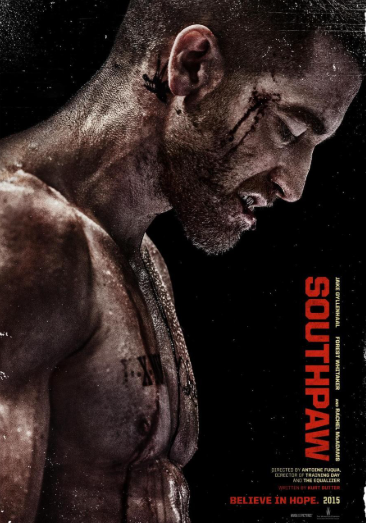 JAKE GYLLENHAAL FOREST WHITAKER AND RACHEL McADAMS
SOUTHPAW
DIRECTED BY ANTOINE FUQUA,
DIRECTOR OF TRAINING DAY
AND THE EQUALIZER
WRITTEN BY KURT SUTTER
BELIEVE IN HOPE. 2015